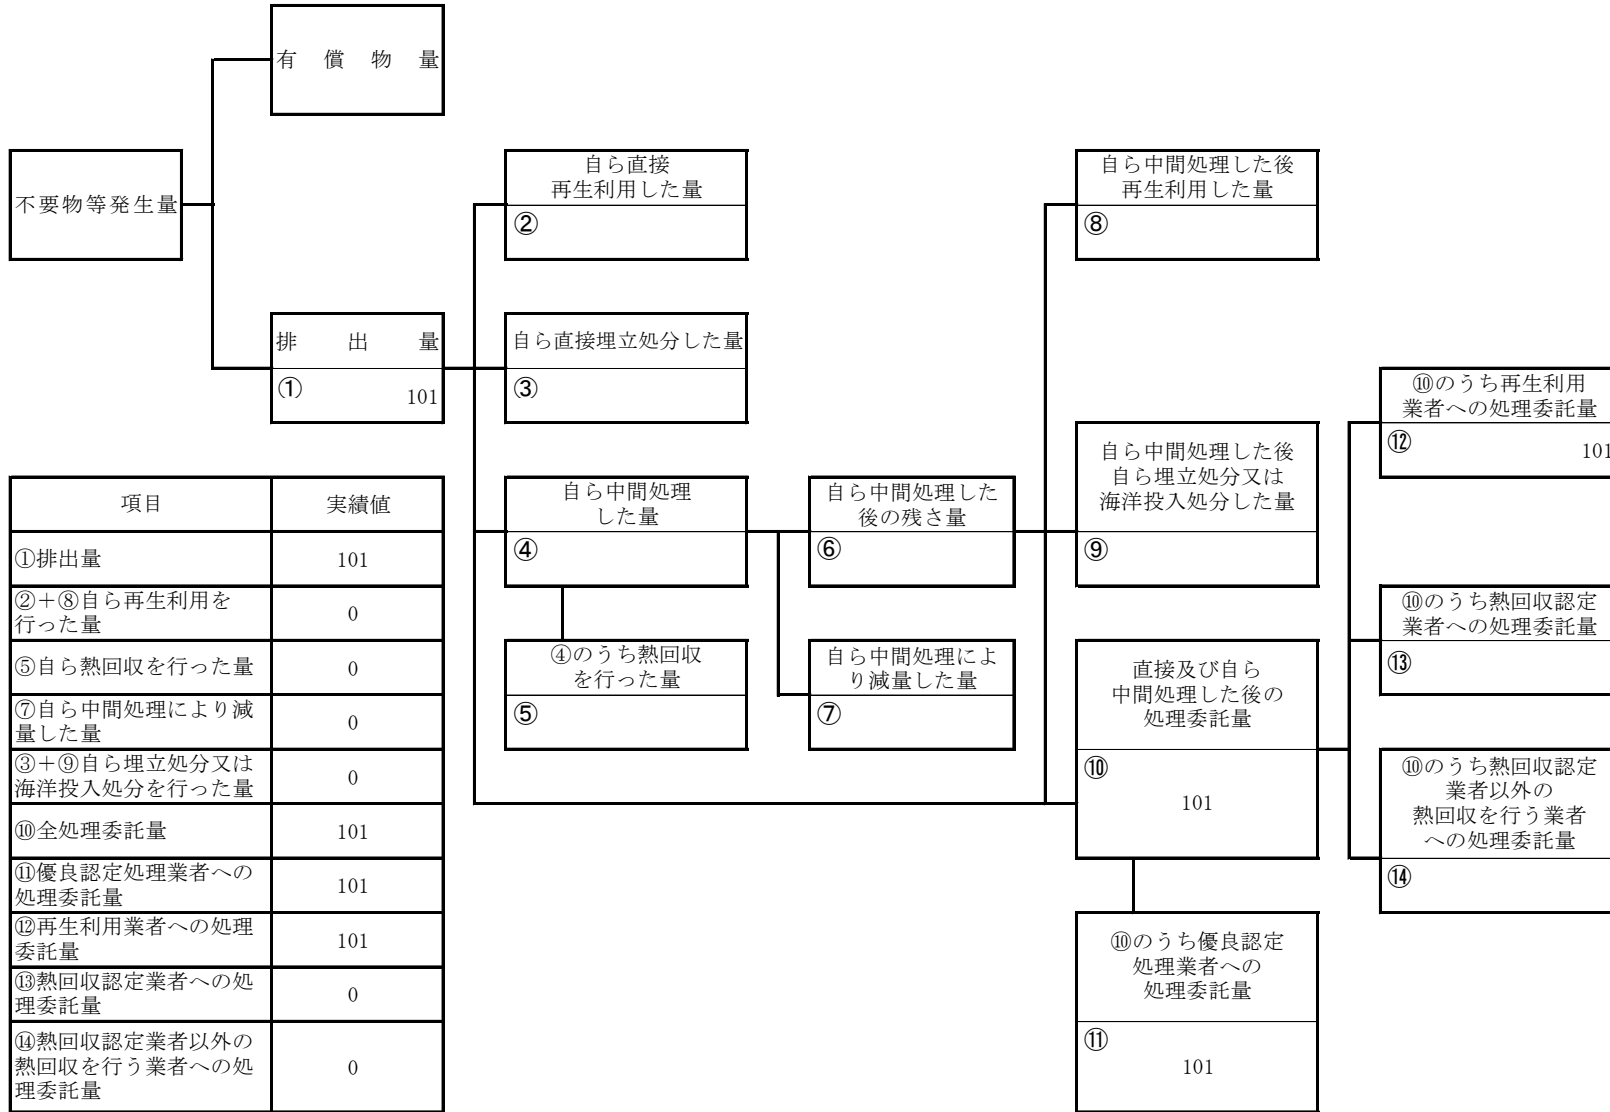 有償物量
不要物等発生量
排出量
① 101
自ら直接
再生利用した量
②
自ら直接埋立処分した量
③
自ら中間処理
した量
④
④のうち熱回収
を行った量
⑤
自ら中間処理した
後の残さ量
⑥
自ら中間処理によ
り減量した量
⑦
自ら中間処理した後
再生利用した量
⑧
自ら中間処理した後
自ら埋立処分又は
海洋投入処分した量
⑨
直接及び自ら
中間処理した後の
処理委託量
⑩
101
⑩のうち優良認定
処理業者への
処理委託量
⑪
101
⑩のうち再生利用
業者への処理委託量
⑫ 101
⑩のうち熱回収認定
業者への処理委託量
⑬
⑩のうち熱回収認定
業者以外の
熱回収を行う業者
への処理委託量
⑭
項目 実績値
①排出量 101
②+⑧自ら再生利用を
行った量 0
⑤自ら熱回収を行った量 0
⑦自ら中間処理により減
量した量 0
③+⑨自ら埋立処分又は
海洋投入処分を行った量 0
⑩全処理委託量 101
⑪優良認定処理業者への
処理委託量 101
⑫再生利用業者への処理
委託量 101
⑬熱回収認定業者への処
理委託量 0
⑭熱回収認定業者以外の
熱回収を行う業者への処 0
理委託量